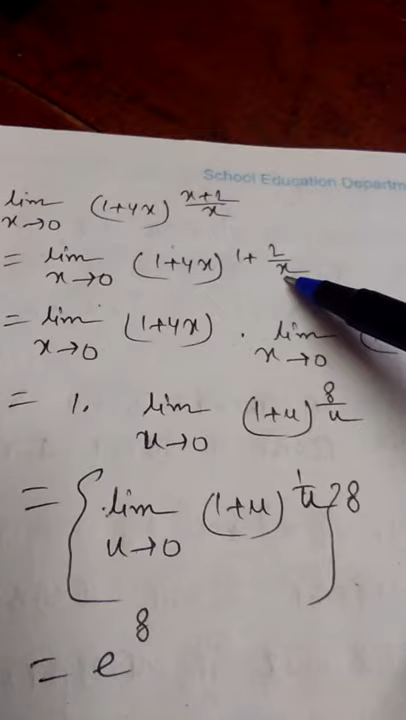 School Education Departm
lim x→0 (1+4x)^((x+2)/x)
= lim x→0 (1+4x)^(1+2/x)
= lim x→0 (1+4x) . lim x→0 (
= 1. lim u→0 (1+u)^(8/u)
= { lim u→0 (1+u)^(1/u) }^8
= e^8